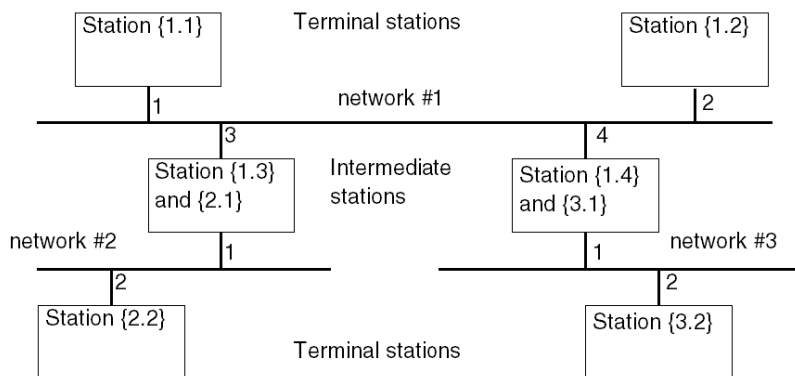 Station {1.1}
Terminal stations
Station {1.2}
1
network #1
2
3
4
Station {1.3}
and {2.1}
Intermediate
stations
Station {1.4}
and {3.1}
network #2
1
1
network #3
2
2
Station {2.2}
Station {3.2}
Terminal stations